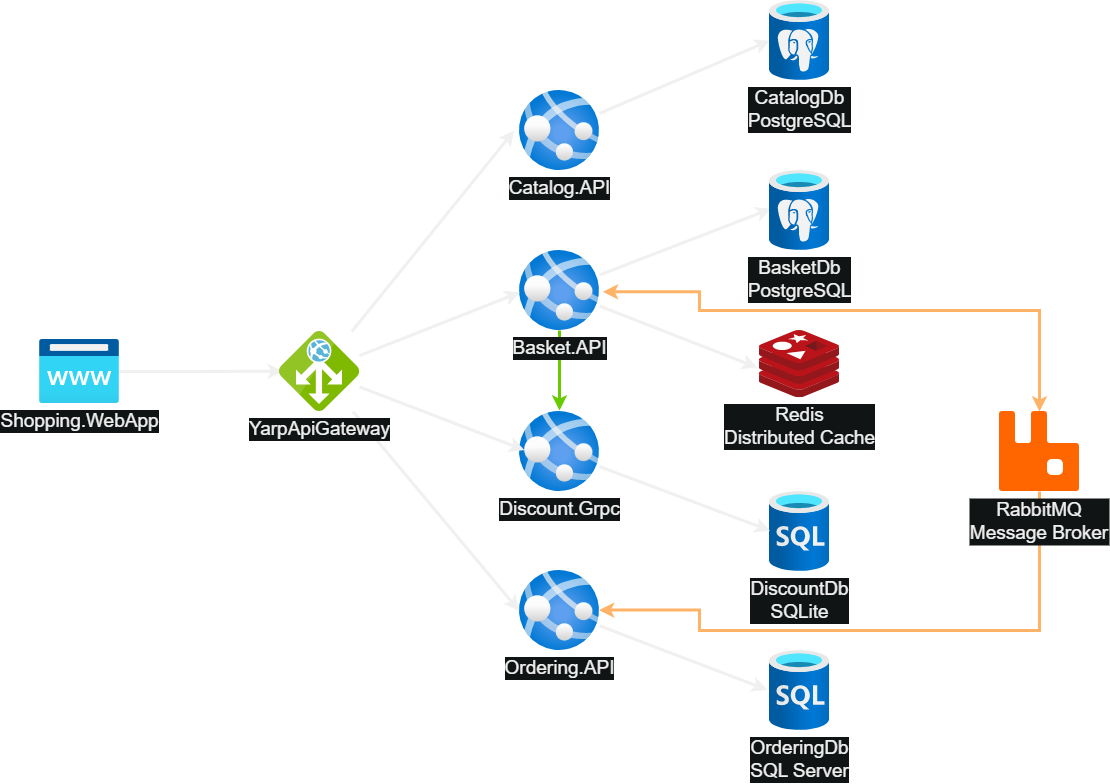 CatalogDb
PostgreSQL
Catalog.API
BasketDb
PostgreSQL
Basket.API
WWW
Shopping.WebApp
YarpApiGateway
Redis
Distributed Cache
Discount.Grpc
RabbitMQ
Message Broker
SQL
DiscountDb
SQLite
Ordering.API
SQL
OrderingDb
SQL Server